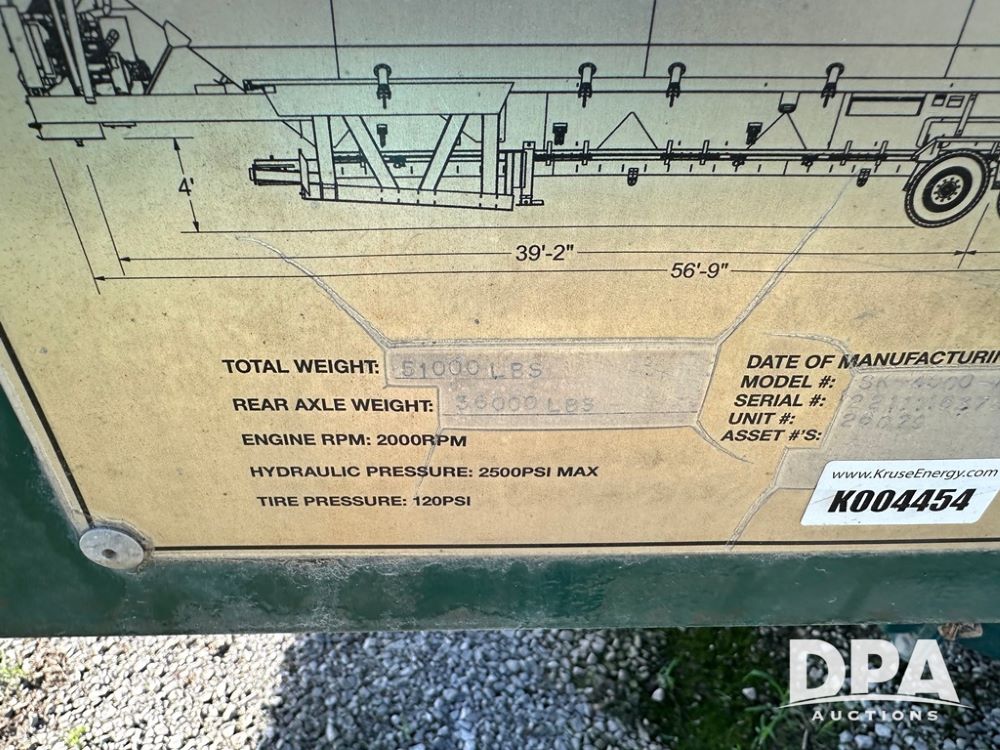 4'
39'-2"
56'-9"
TOTAL WEIGHT: 51000 LBS
REAR AXLE WEIGHT: 36000 LBS
ENGINE RPM: 2000RPM
HYDRAULIC PRESSURE: 2500PSI MAX
TIRE PRESSURE: 120PSI
DATE OF
MODEL #:
SERIAL #:
UNIT #:
ASSET #'S:
www.KruseEnergy.com
K004454
DPA
AUCTIONS